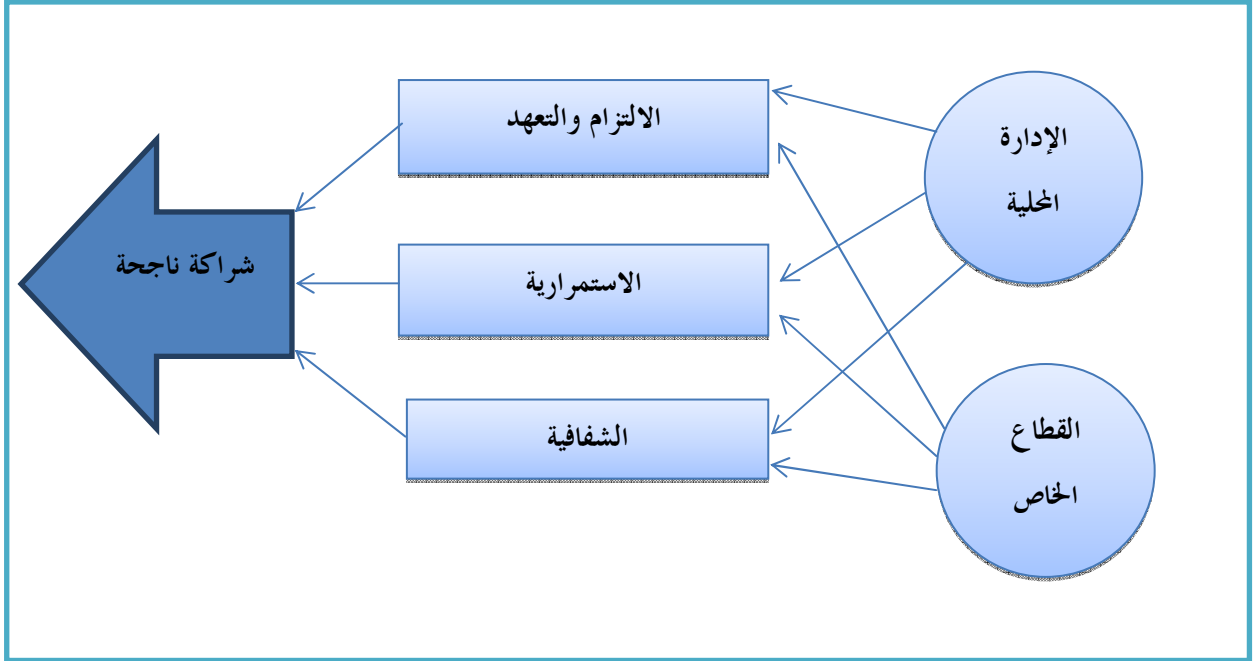 الإدارة
المحلية
القطاع
الخاص
الالتزام والتعهد
الاستمرارية
الشفافية
شراكة ناجحة